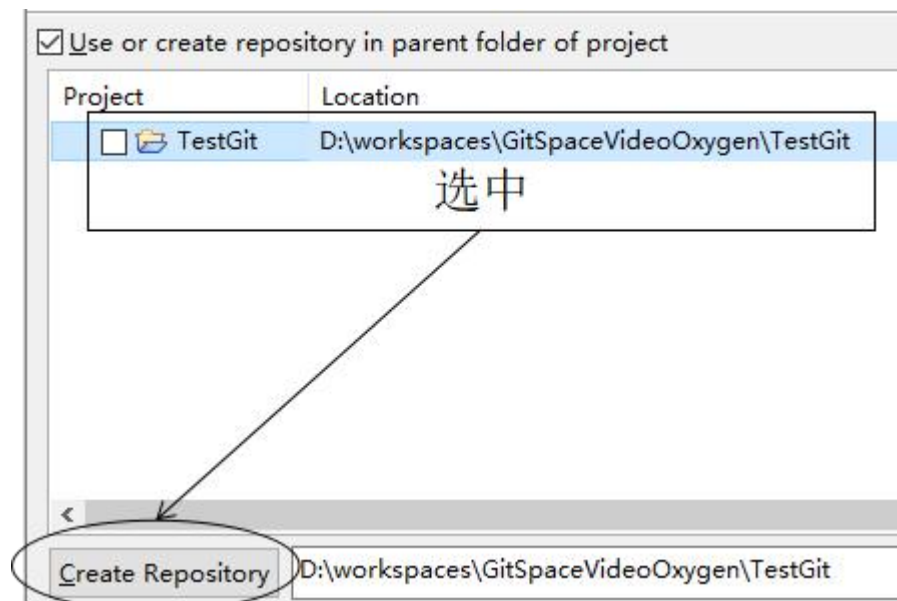 Use or create repository in parent folder of project
Project Location
TestGit D:\workspaces\GitSpaceVideoOxygen\TestGit
选中
Create Repository D:\workspaces\GitSpaceVideoOxygen\TestGit